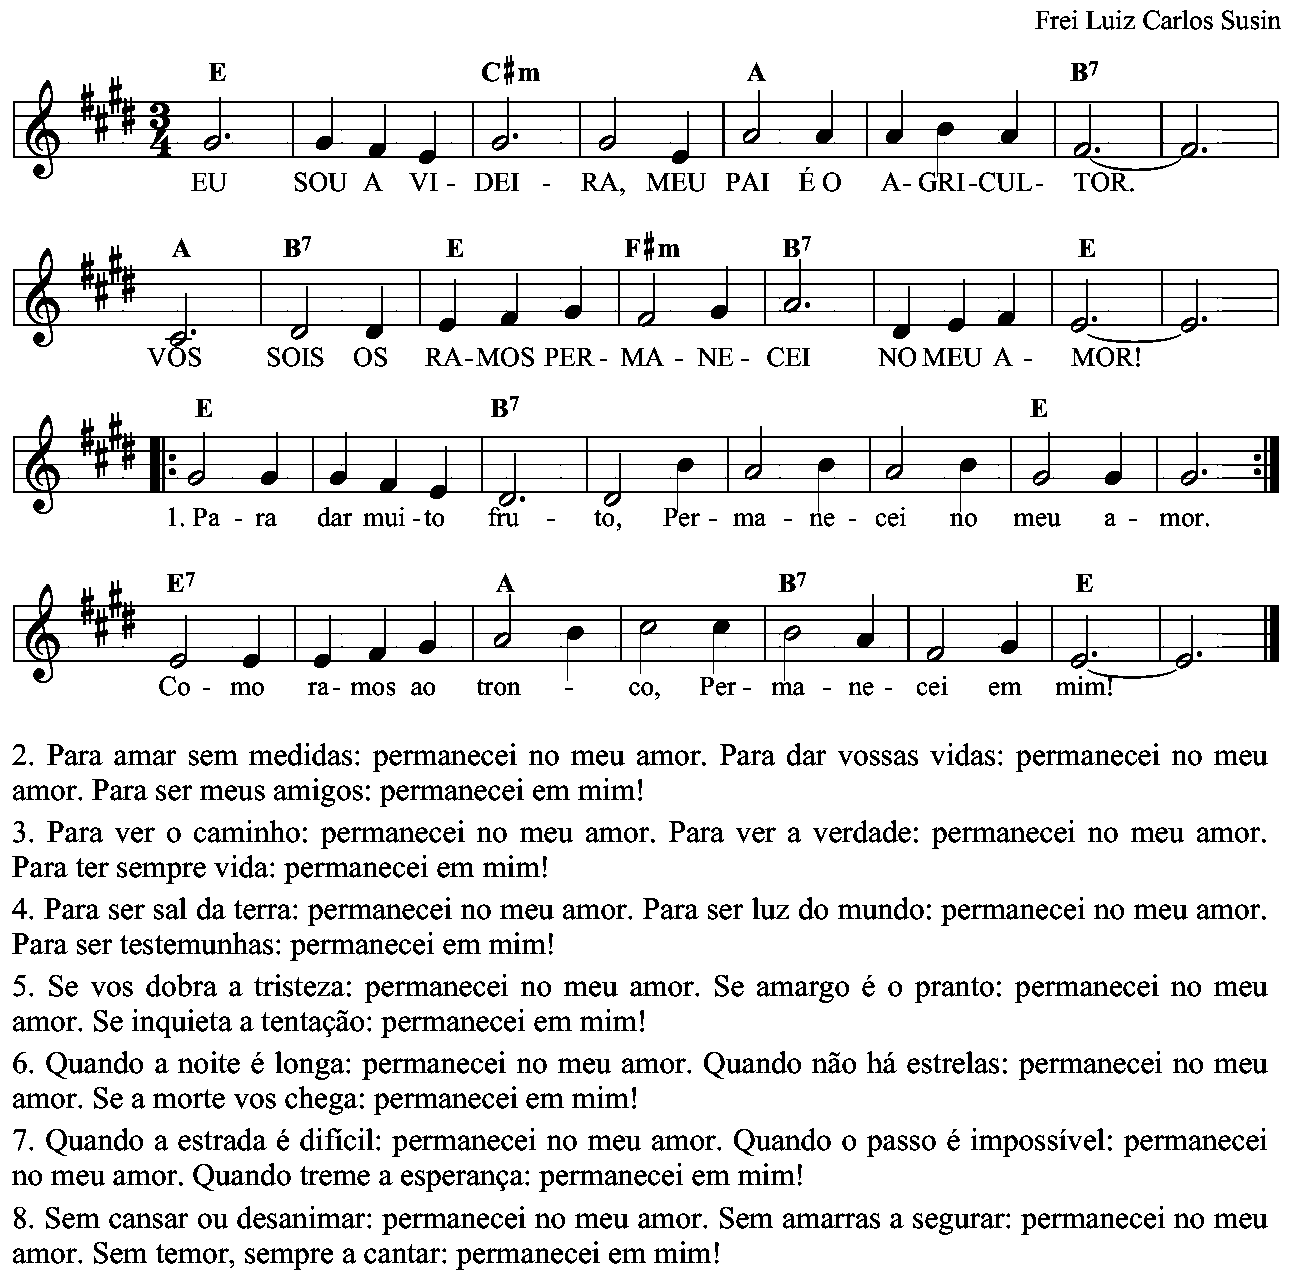 Frei Luiz Carlos Susin
E C#m A B7
3
4
EU SOU A VI - DEI - RA, MEU PAI É O A-GRI-CUL- TOR.
A B7 E F#m B7 E
VÓS SOIS OS RA-MOS PER-MA - NE - CEI NO MEU A - MOR!
E B7 E
1. Pa - ra dar mui-to fru - to, Per- ma - ne - cei no meu a - mor.
E7 A B7 E
Co - mo ra- mos ao tron - co, Per- ma - ne - cei em mim!
2. Para amar sem medidas: permanecei no meu amor. Para dar vossas vidas: permanecei no meu
amor. Para ser meus amigos: permanecei em mim!
3. Para ver o caminho: permanecei no meu amor. Para ver a verdade: permanecei no meu amor.
Para ter sempre vida: permanecei em mim!
4. Para ser sal da terra: permanecei no meu amor. Para ser luz do mundo: permanecei no meu amor.
Para ser testemunhas: permanecei em mim!
5. Se vos dobra a tristeza: permanecei no meu amor. Se amargo é o pranto: permanecei no meu
amor. Se inquieta a tentação: permanecei em mim!
6. Quando a noite é longa: permanecei no meu amor. Quando não há estrelas: permanecei no meu
amor. Se a morte vos chega: permanecei em mim!
7. Quando a estrada é difícil: permanecei no meu amor. Quando o passo é impossível: permanecei
no meu amor. Quando treme a esperança: permanecei em mim!
8. Sem cansar ou desanimar: permanecei no meu amor. Sem amarras a segurar: permanecei no meu
amor. Sem temor, sempre a cantar: permanecei em mim!